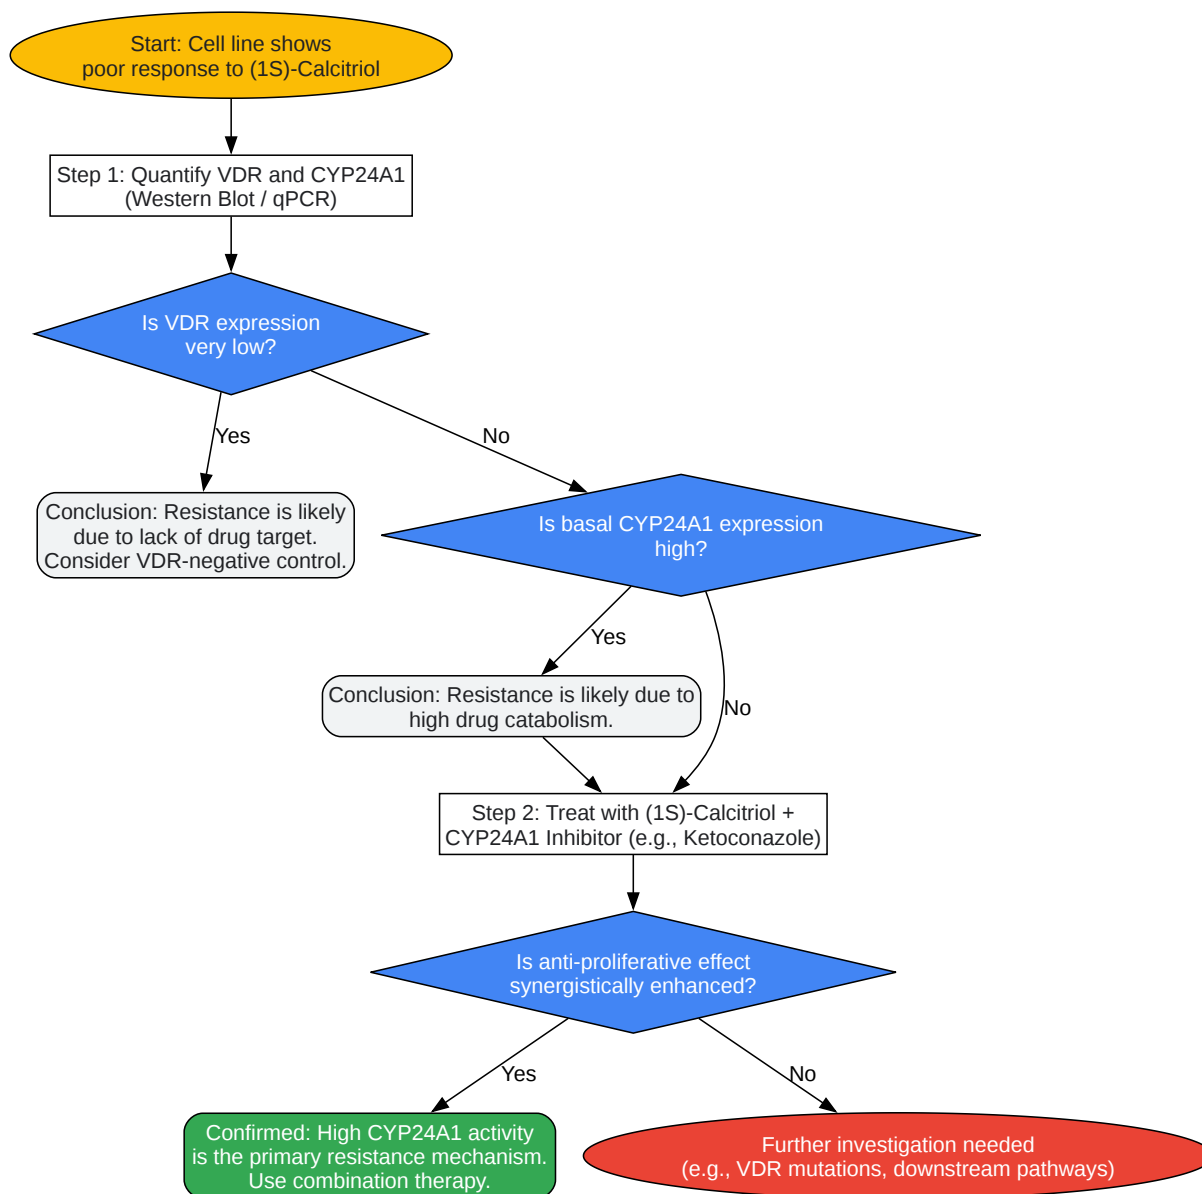 Start: Cell line shows
poor response to (1S)-Calcitriol
Step 1: Quantify VDR and CYP24A1
(Western Blot / qPCR)
Is VDR expression
very low?
Yes
No
Conclusion: Resistance is likely
due to lack of drug target.
Consider VDR-negative control.
Is basal CYP24A1 expression
high?
Yes
Conclusion: Resistance is likely due to
high drug catabolism.
No
Step 2: Treat with (1S)-Calcitriol +
CYP24A1 Inhibitor (e.g., Ketoconazole)
Is anti-proliferative effect
synergistically enhanced?
Yes
No
Confirmed: High CYP24A1 activity
is the primary resistance mechanism.
Use combination therapy.
Further investigation needed
(e.g., VDR mutations, downstream pathways)